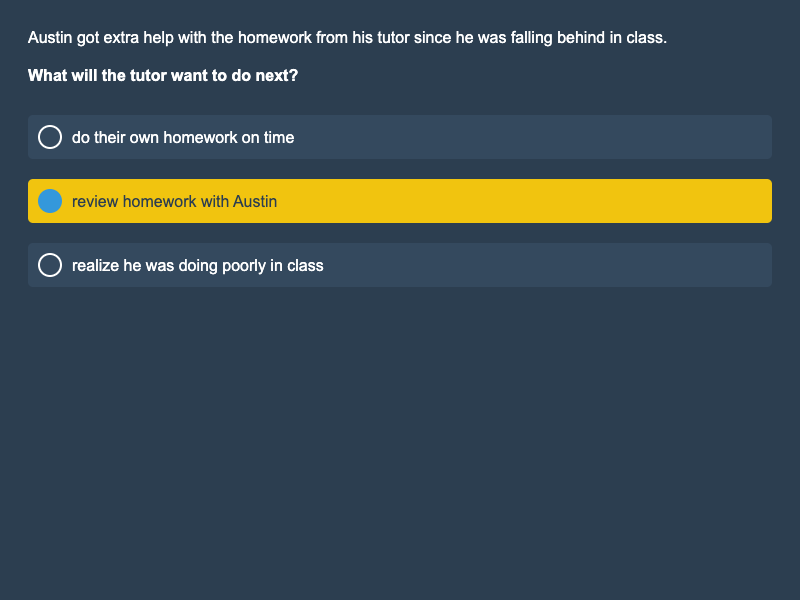 Austin got extra help with the homework from his tutor since he was falling behind in class.
What will the tutor want to do next?
do their own homework on time
review homework with Austin
realize he was doing poorly in class